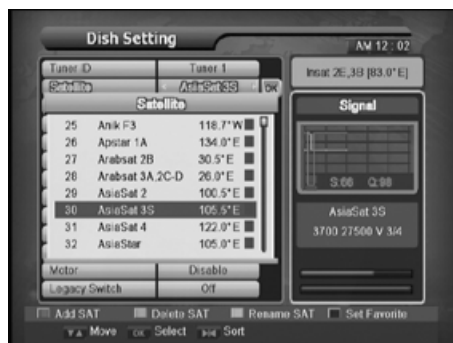 Dish Setting
AM 12 : 02
Tuner ID Tuner 1
Satellite AsiaSat 3S OK
Insat 2E,3B [83.0°E]
Satellite
25 Anik F3 118.7°W
26 Apstar 1A 134.0°E
27 Arabsat 2B 30.5°E
28 Arabsat 3A,2C-D 26.0°E
29 AsiaSat 2 100.5°E
30 AsiaSat 3S 105.5°E
31 AsiaSat 4 122.0°E
32 AsiaStar 105.0°E
Signal
S:66 Q:98
AsiaSat 3S
3700 27500 V 3/4
Motor Disable
Legacy Switch Off
Add SAT Delete SAT Rename SAT Set Favorite
Move OK Select Sort